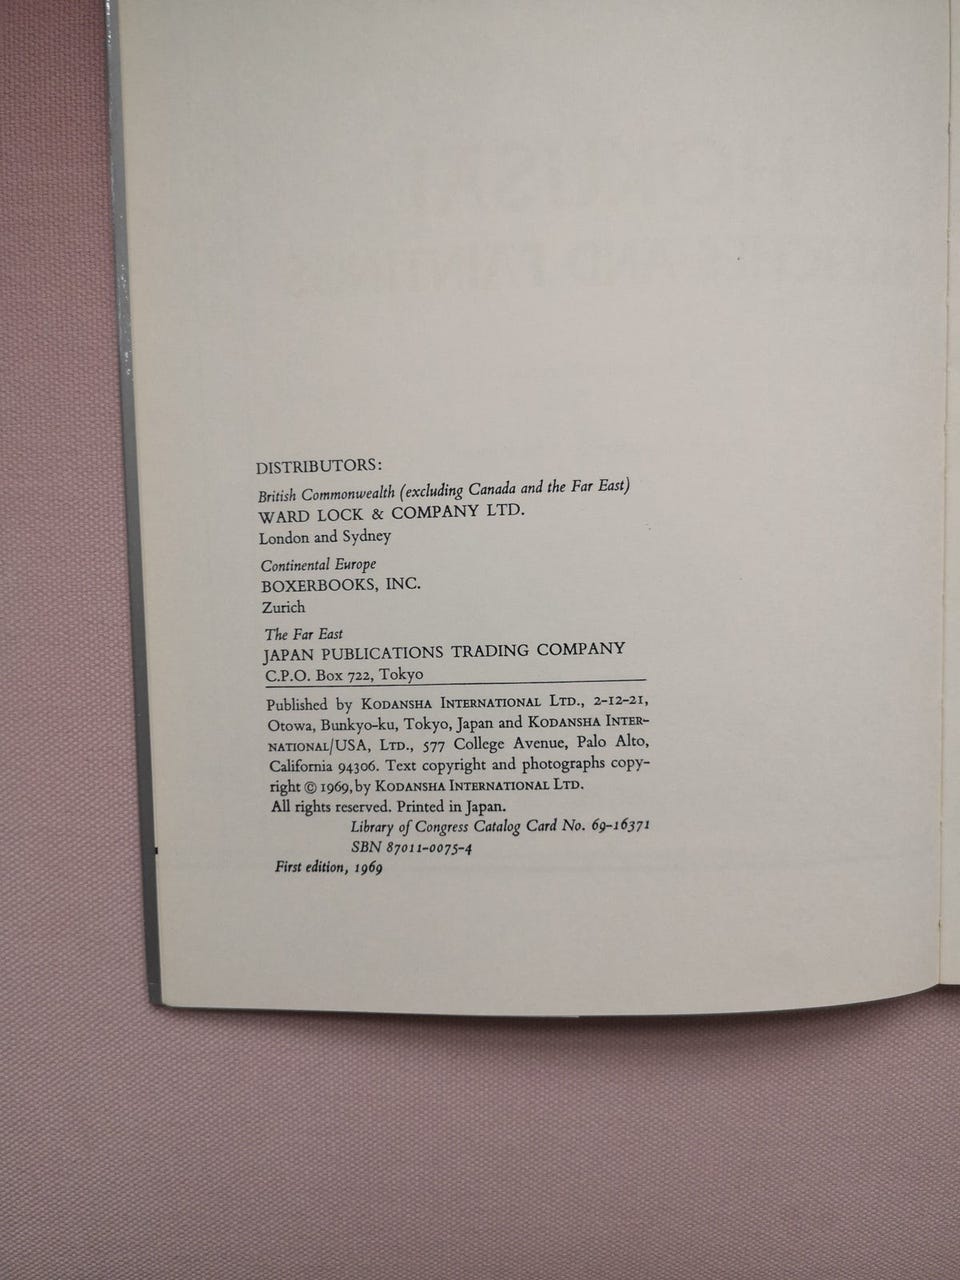 DISTRIBUTORS:
British Commonwealth (excluding Canada and the Far East)
WARD LOCK & COMPANY LTD.
London and Sydney
Continental Europe
BOXERBOOKS, INC.
Zurich
The Far East
JAPAN PUBLICATIONS TRADING COMPANY
C.P.O. Box 722, Tokyo
Published by KODANSHA INTERNATIONAL LTD., 2-12-21,
Otowa, Bunkyo-ku, Tokyo, Japan and KODANSHA INTER-
NATIONAL/USA, LTD., 577 College Avenue, Palo Alto,
California 94306. Text copyright and photographs copy-
right © 1969, by KODANSHA INTERNATIONAL LTD.
All rights reserved. Printed in Japan.
Library of Congress Catalog Card No. 69-16371
SBN 87011-0075-4
First edition, 1969